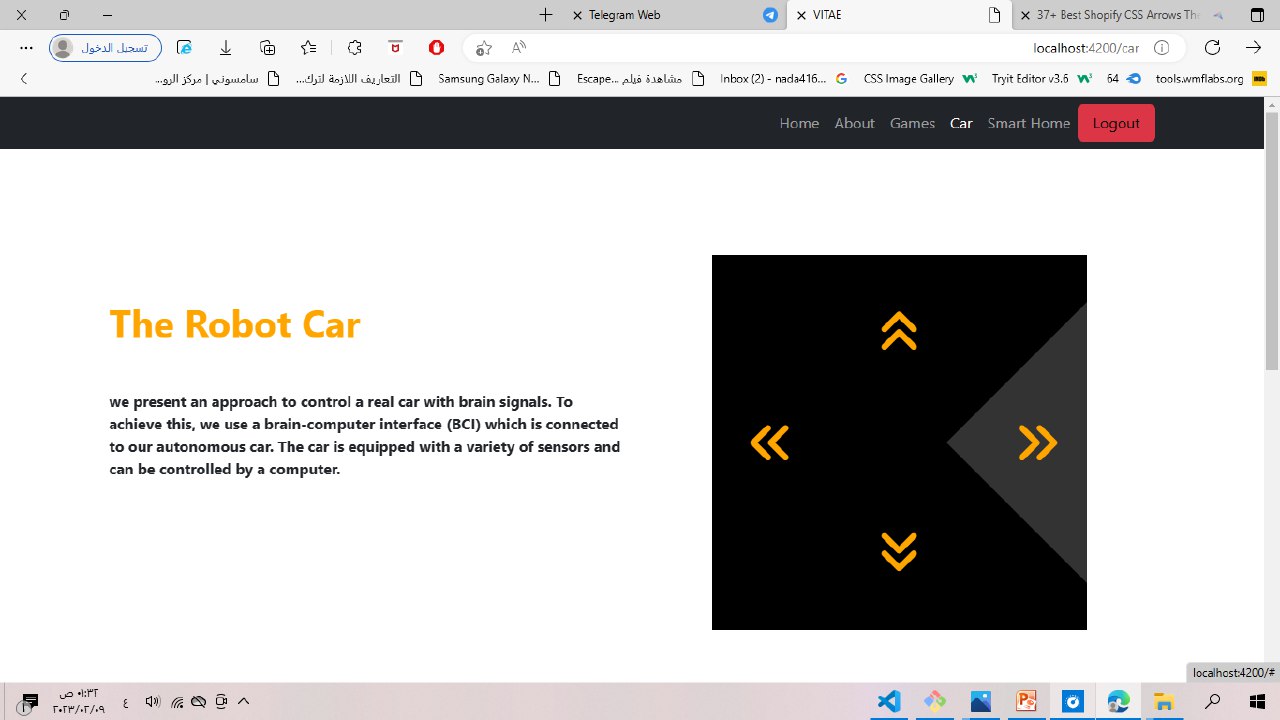 Telegram Web
VITAE
37+ Best Shopify CSS Arrows The
تسجيل الدخول
localhost:4200/car
سامسوني | مركز الرو...
التعاريف اللازمة لترك...
Samsung Galaxy N...
مشاهدة فيلم Escape...
Inbox (2) - nada416...
CSS Image Gallery
Tryit Editor v3.6
64
tools.wmflabs.org
Home
About
Games
Car
Smart Home
Logout
The Robot Car
we present an approach to control a real car with brain signals. To
achieve this, we use a brain-computer interface (BCI) which is connected
to our autonomous car. The car is equipped with a variety of sensors and
can be controlled by a computer.
localhost:4200/#
٠١:٣٢ ص
٢٠٢٣/٠٢/٠٩
ع